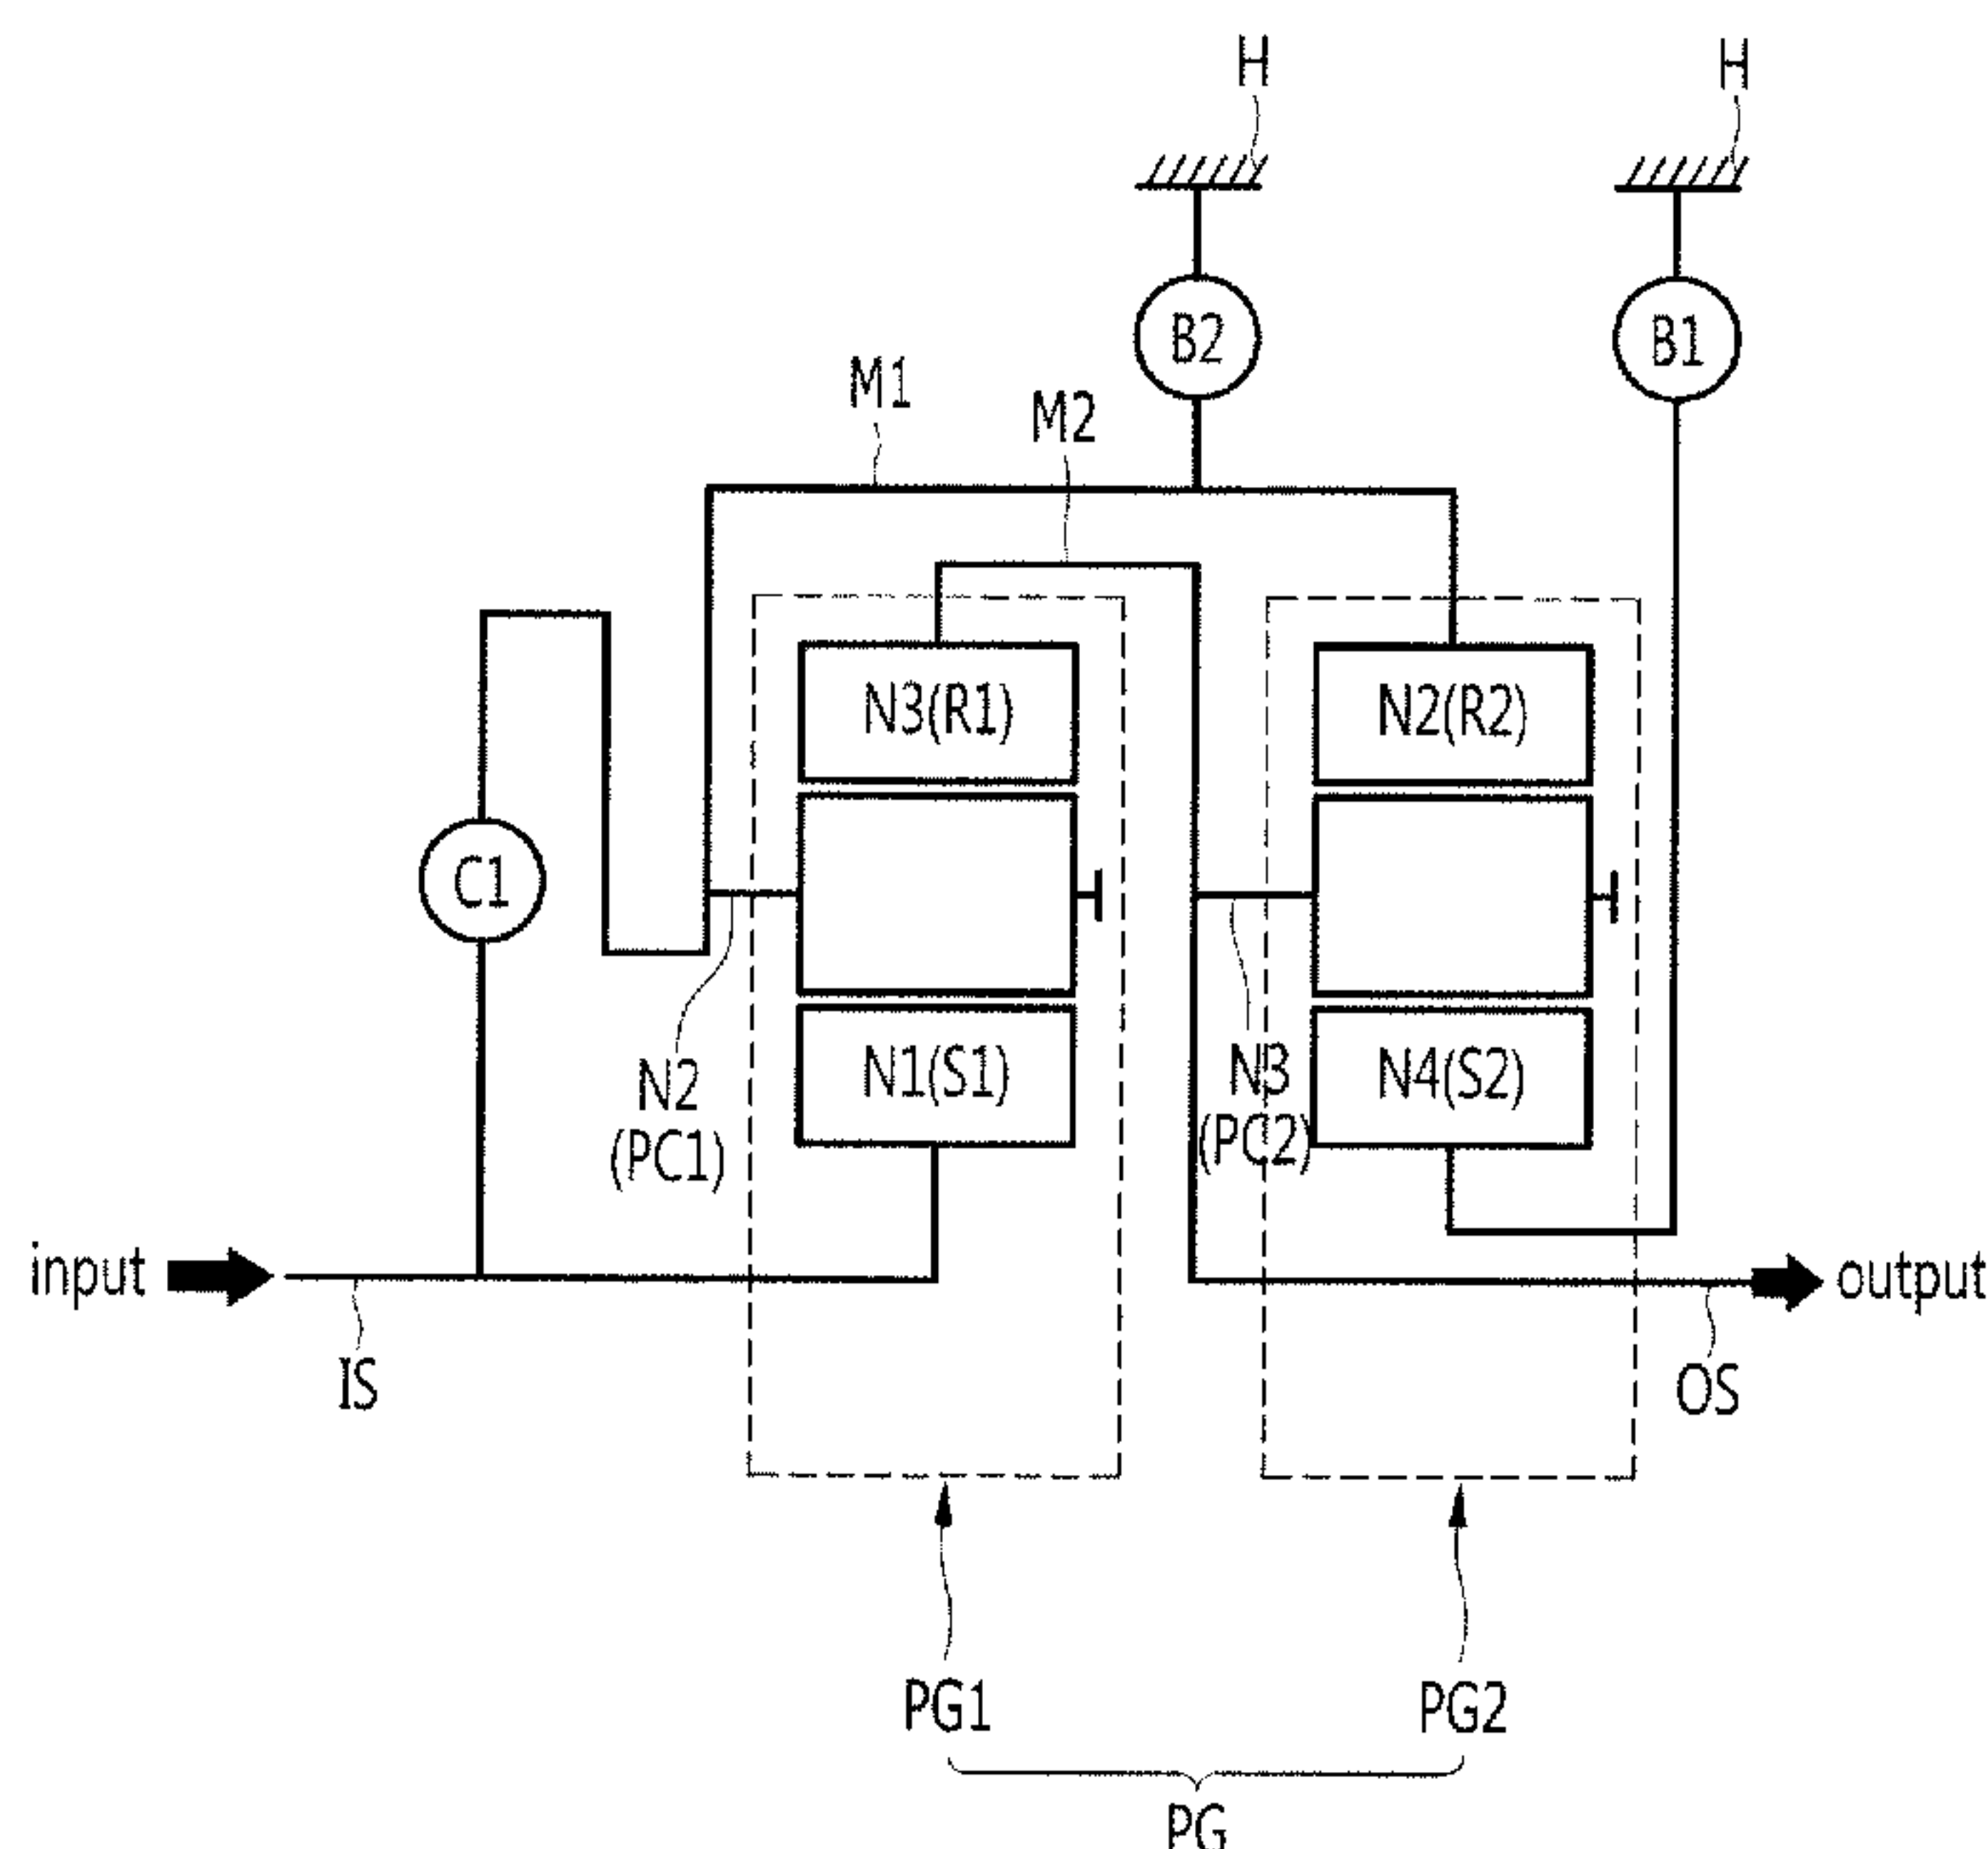 H
H
B2
B1
M1
M2
N3(R1)
N2(R2)
C1
N1(S1)
N4(S2)
N2
(PC1)
N3
(PC2)
input
output
IS
OS
PG1
PG2
PG